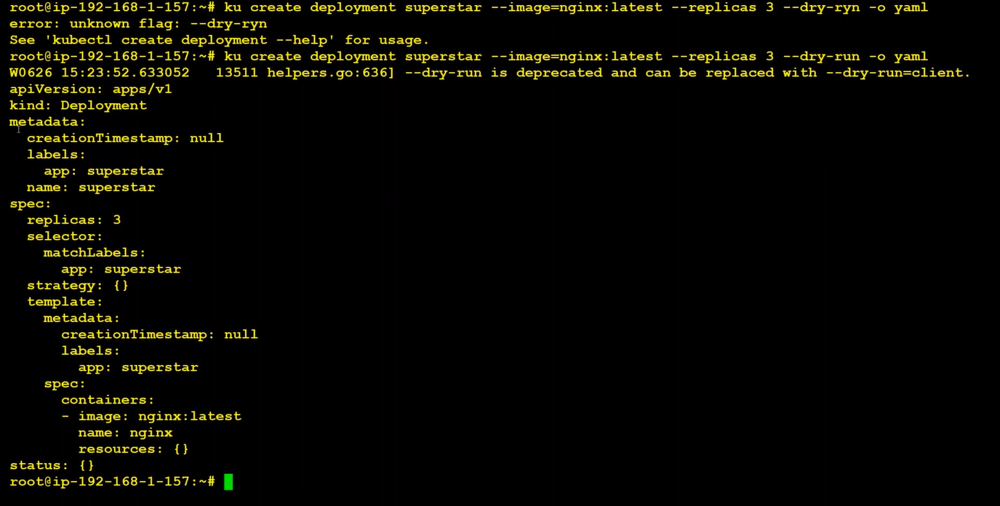 root@ip-192-168-1-157:~# ku create deployment superstar --image=nginx:latest --replicas 3 --dry-ryn -o yaml
error: unknown flag: --dry-ryn
See 'kubectl create deployment --help' for usage.
root@ip-192-168-1-157:~# ku create deployment superstar --image=nginx:latest --replicas 3 --dry-run -o yaml
W0626 15:23:52.633052   13511 helpers.go:636] --dry-run is deprecated and can be replaced with --dry-run=client.
apiVersion: apps/v1
kind: Deployment
metadata:
  creationTimestamp: null
  labels:
    app: superstar
  name: superstar
spec:
  replicas: 3
  selector:
    matchLabels:
      app: superstar
  strategy: {}
  template:
    metadata:
      creationTimestamp: null
      labels:
        app: superstar
    spec:
      containers:
      - image: nginx:latest
        name: nginx
        resources: {}
status: {}
root@ip-192-168-1-157:~#